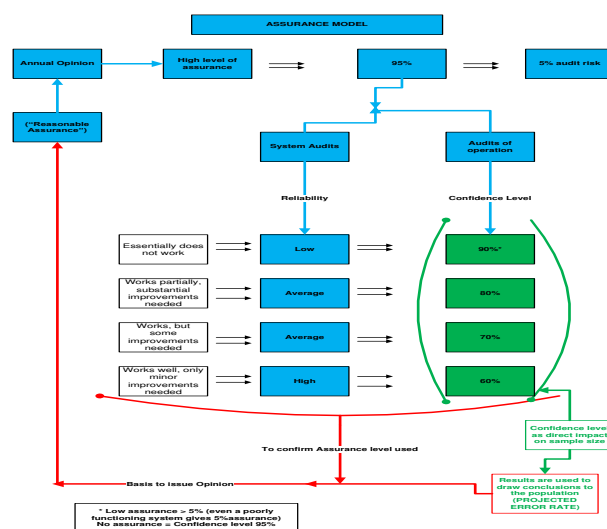 ASSURANCE MODEL
Annual Opinion
High level of
assurance
95%
5% audit risk
("Reasonable
Assurance")
System Audits
Audits of
operation
Reliability
Confidence Level
Essentially does
not work
Low
90%*
Works partially,
substantial
improvements
needed
Average
80%
Works, but
some
improvements
needed
Average
70%
Works well, only
minor
improvements
needed
High
60%
Confidence level
as direct impact
on sample size
To confirm Assurance level used
Basis to issue Opinion
Results are used to
draw conclusions to
the population
(PROJECTED
ERROR RATE)
* Low assurance > 5% (even a poorly
functioning system gives 5%assurance)
No assurance = Confidence level 95%